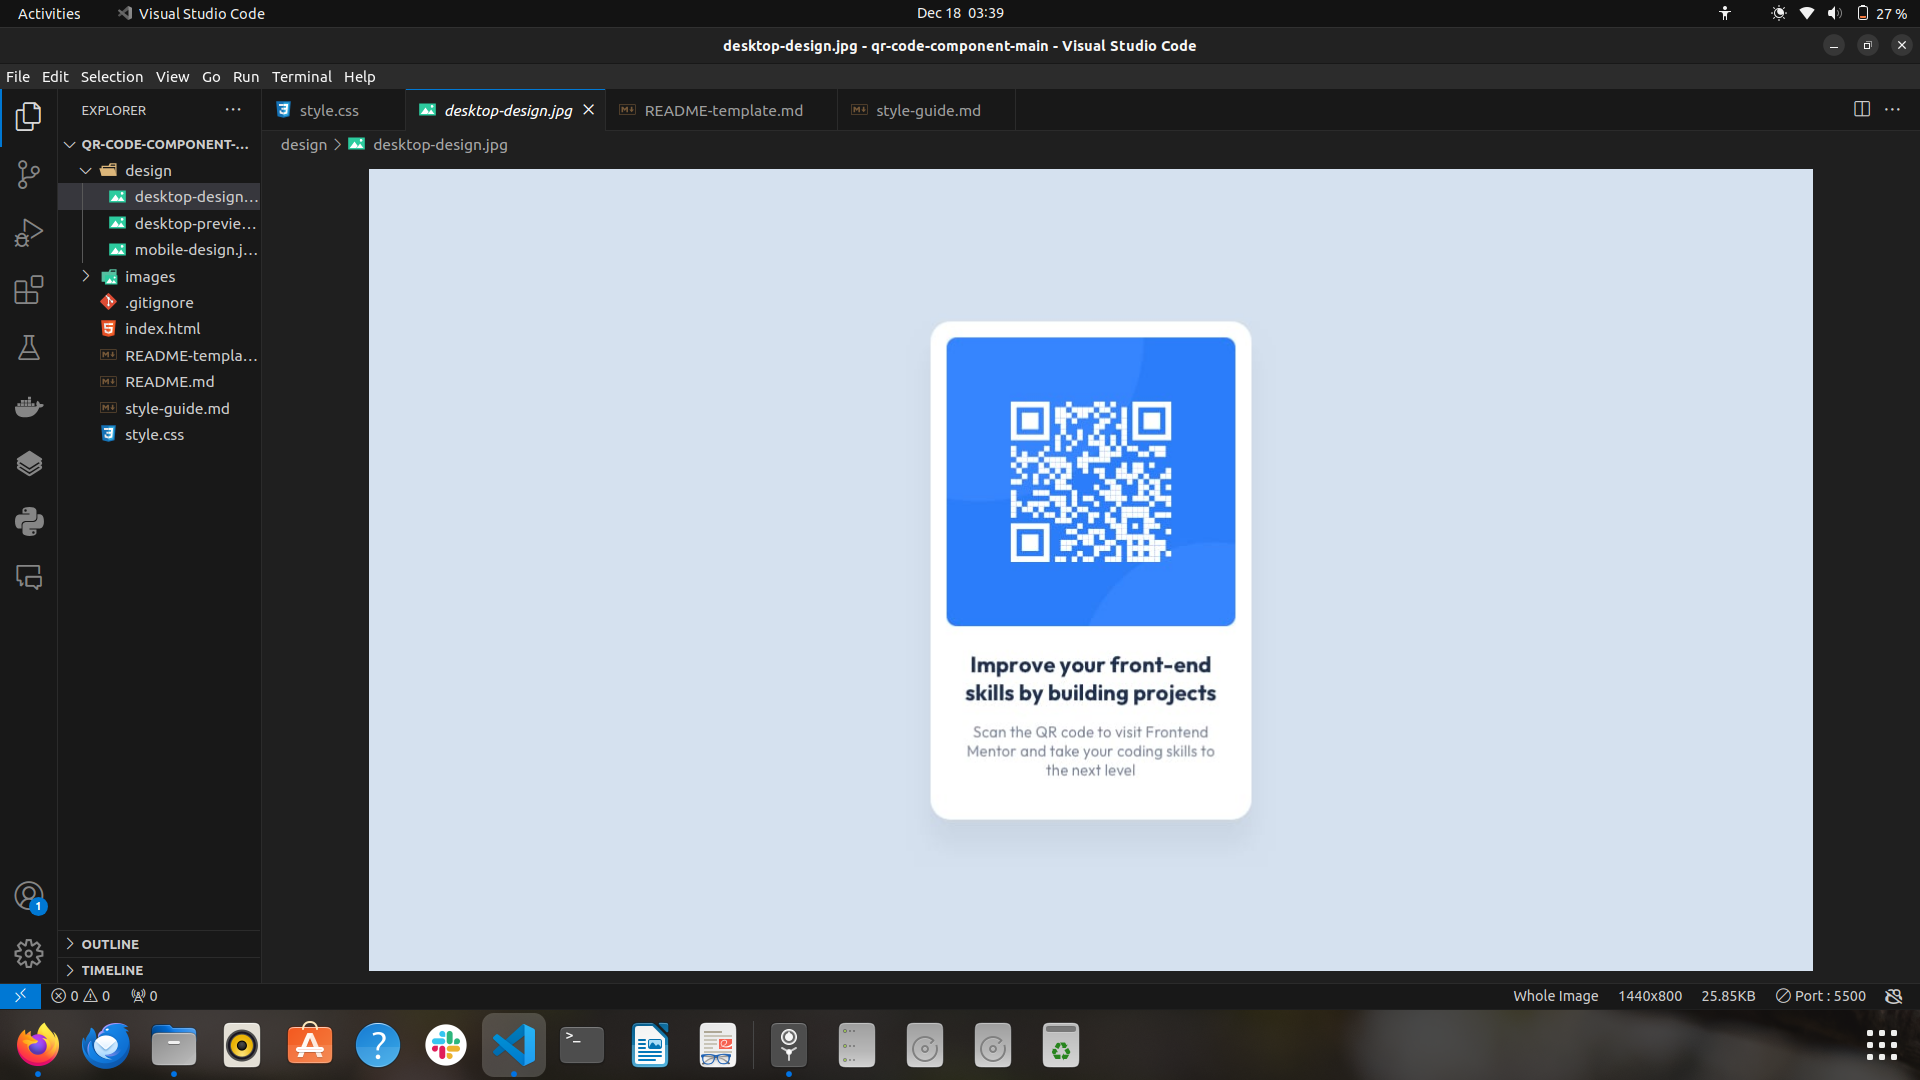 Activities
Visual Studio Code
Dec 18 03:39
27 %
desktop-design.jpg - qr-code-component-main - Visual Studio Code
File Edit Selection View Go Run Terminal Help
EXPLORER
style.css
desktop-design.jpg
README-template.md
style-guide.md
design
desktop-design.jpg
QR-CODE-COMPONENT-...
design
desktop-design...
desktop-previe...
mobile-design.j...
images
.gitignore
index.html
README-templa...
README.md
style-guide.md
style.css
Improve your front-end
skills by building projects
Scan the QR code to visit Frontend
Mentor and take your coding skills to
the next level
1
OUTLINE
TIMELINE
0 0 0
Whole Image
1440x800
25.85KB
Port : 5500